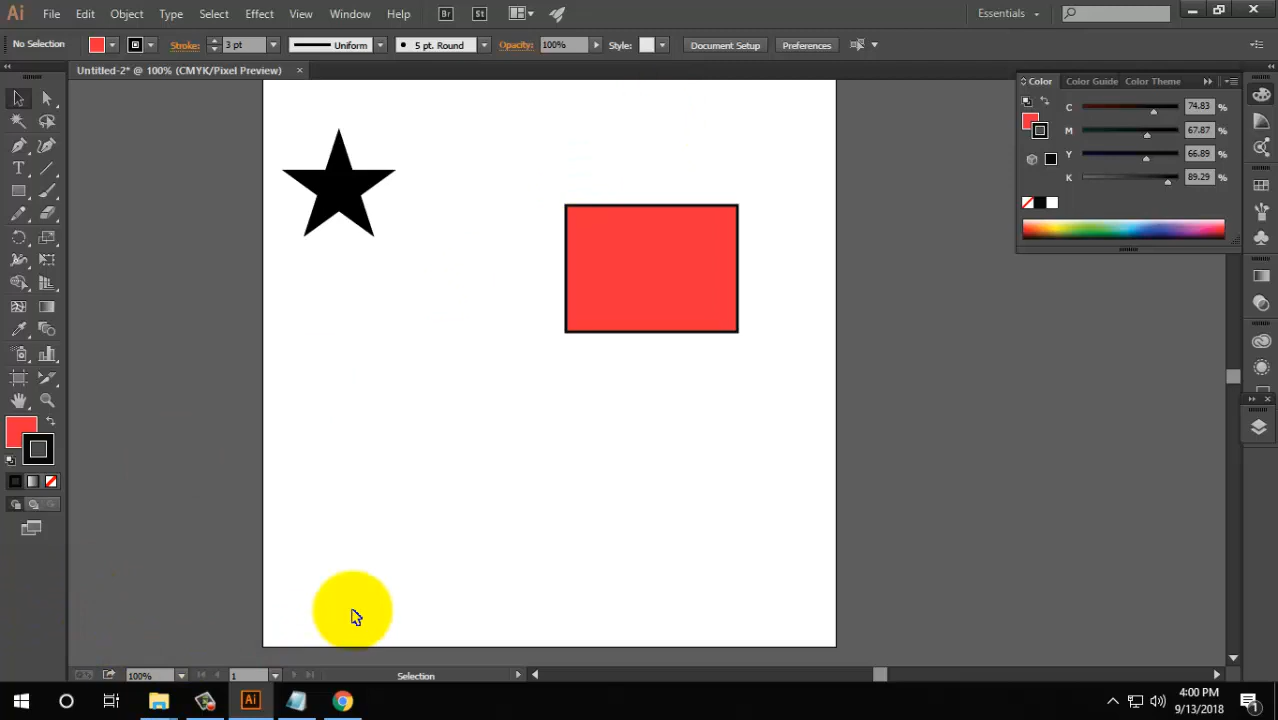 Ai File Edit Object Type Select Effect View Window Help Br St Essentials
No Selection Stroke: 3 pt Uniform 5 pt. Round Opacity: 100% Style: Document Setup Preferences
Untitled-2* @ 100% (CMYK/Pixel Preview) ×
Color Color Guide Color Theme
C 74.83 %
M 67.87 %
Y 66.89 %
K 89.29 %
100% 1 Selection
Ai 4:00 PM
9/13/2018 1